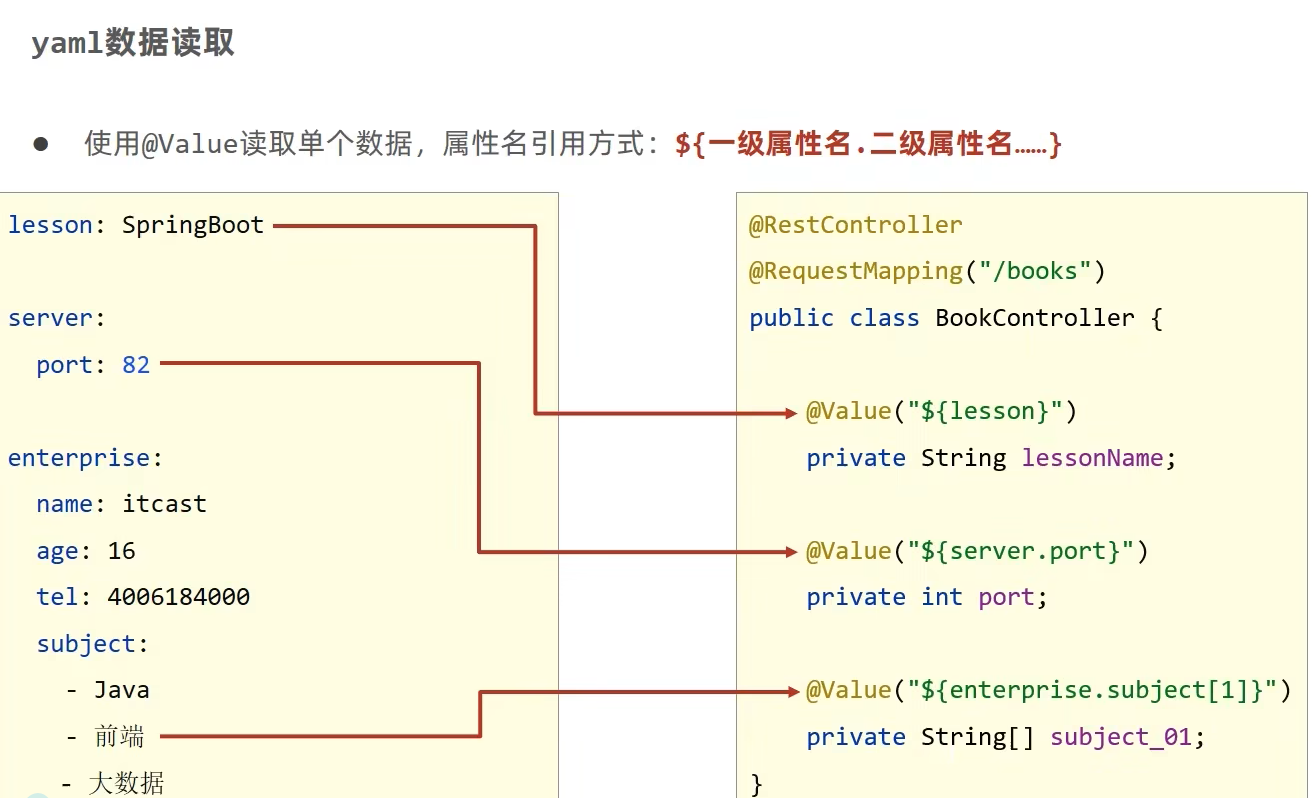 yaml数据读取
● 使用@Value读取单个数据，属性名引用方式：${一级属性名.二级属性名……}
lesson: SpringBoot
server:
  port: 82
enterprise:
  name: itcast
  age: 16
  tel: 4006184000
  subject:
    - Java
    - 前端
    - 大数据
@RestController
@RequestMapping("/books")
public class BookController {
    @Value("${lesson}")
    private String lessonName;
    @Value("${server.port}")
    private int port;
    @Value("${enterprise.subject[1]}")
    private String[] subject_01;
}